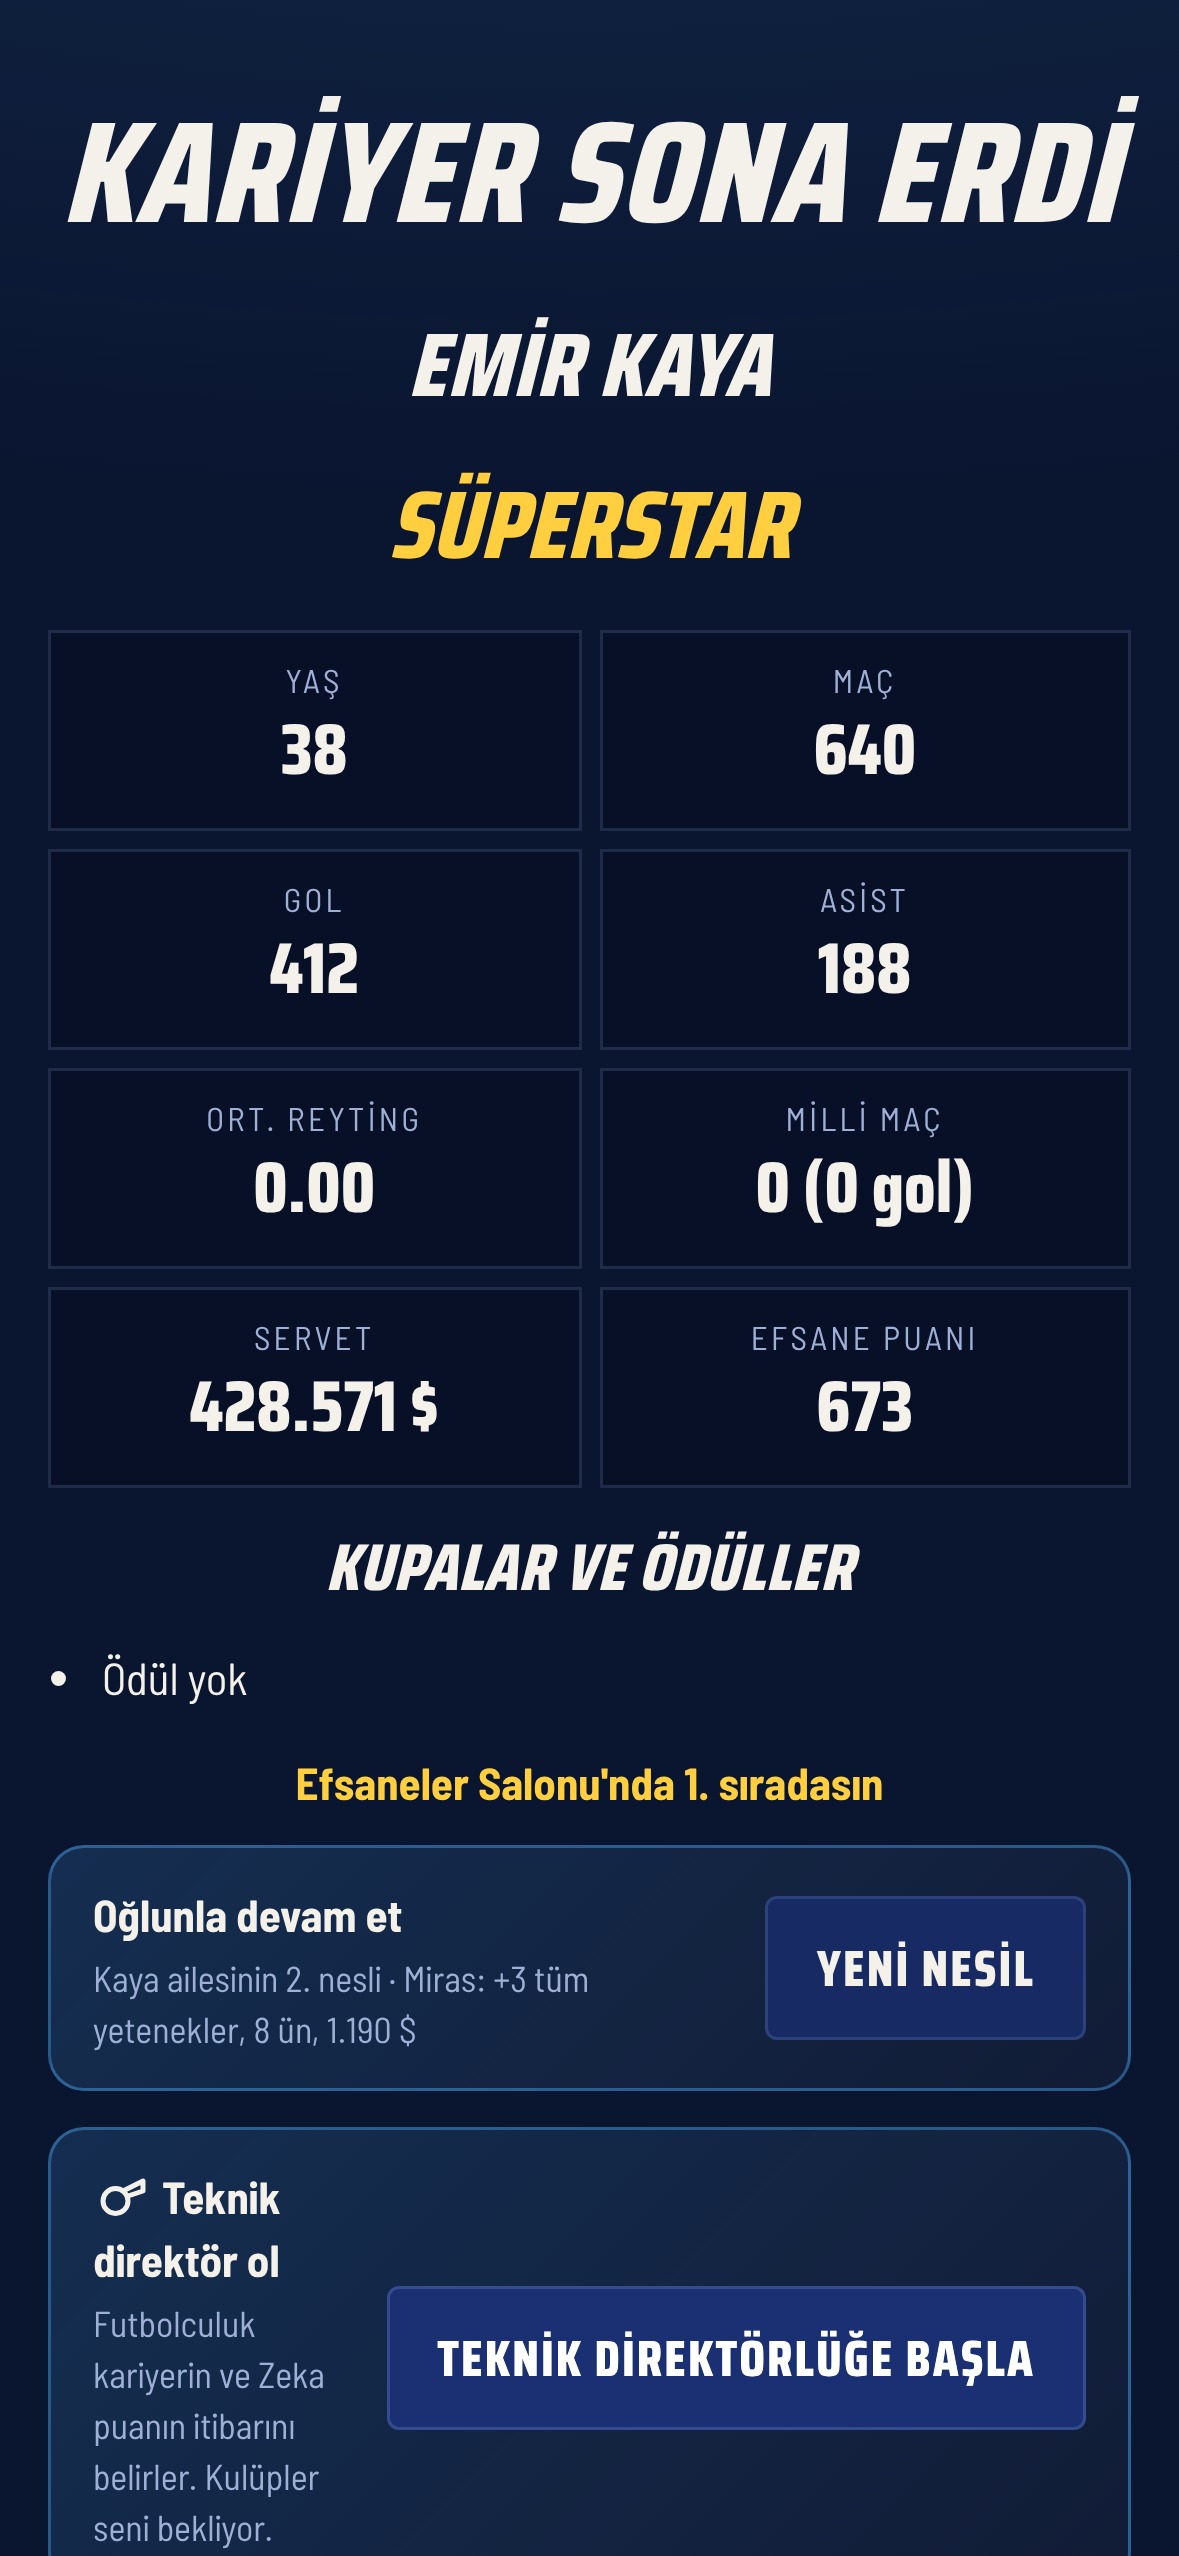 KARİYER SONA ERDİ
EMİR KAYA
SÜPERSTAR
YAŞ
38
MAÇ
640
GOL
412
ASİST
188
ORT. REYTİNG
0.00
MİLLİ MAÇ
0 (0 gol)
SERVET
428.571 $
EFSANE PUANI
673
KUPALAR VE ÖDÜLLER
• Ödül yok
Efsaneler Salonu'nda 1. sıradasın
Oğlunla devam et
Kaya ailesinin 2. nesli · Miras: +3 tüm
yetenekler, 8 ün, 1.190 $
YENİ NESİL
Teknik
direktör ol
Futbolculuk
kariyerin ve Zeka
puanın itibarını
belirler. Kulüpler
seni bekliyor.
TEKNİK DİREKTÖRLÜĞE BAŞLA